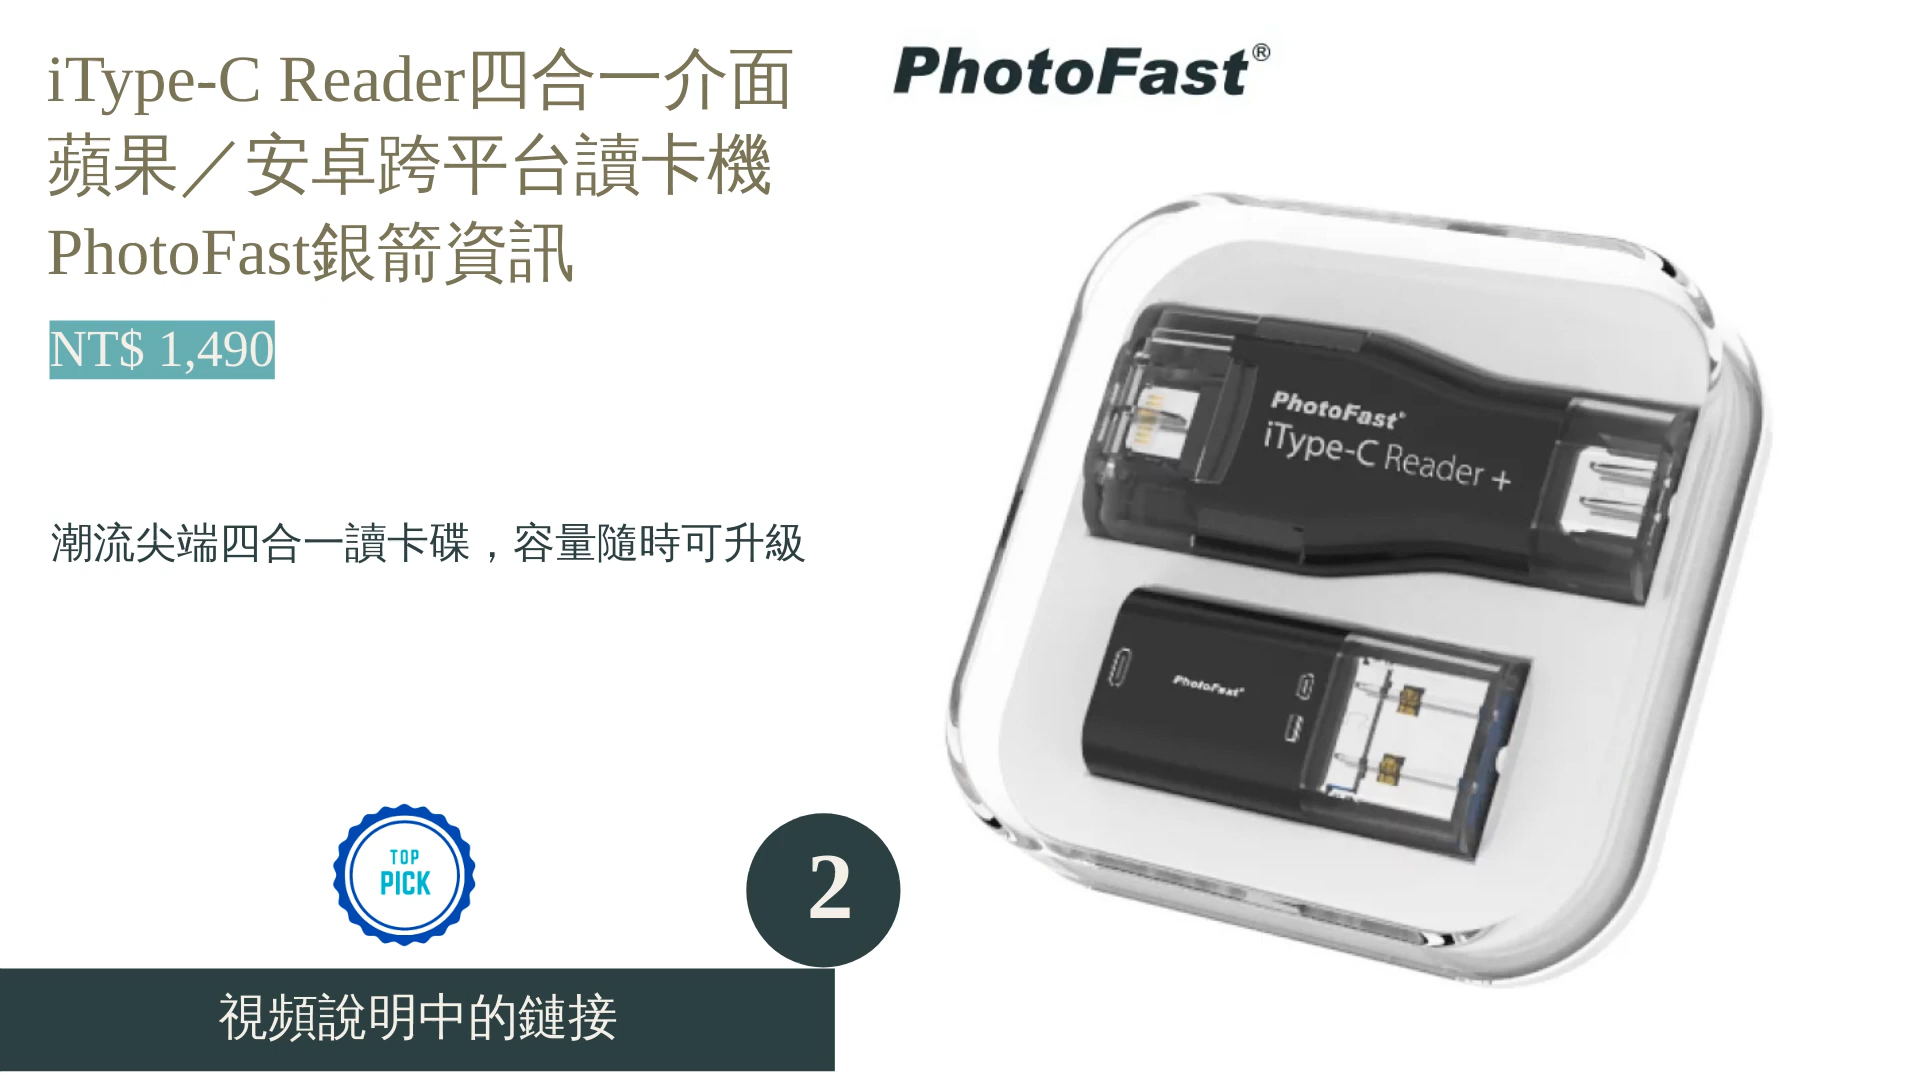 iType-C Reader四合一介面
蘋果／安卓跨平台讀卡機
PhotoFast銀箭資訊
NT$ 1,490
潮流尖端四合一讀卡碟，容量隨時可升級
TOP
PICK
2
視頻說明中的鏈接
PhotoFast®
PhotoFast®
iType-C Reader +
PhotoFast®